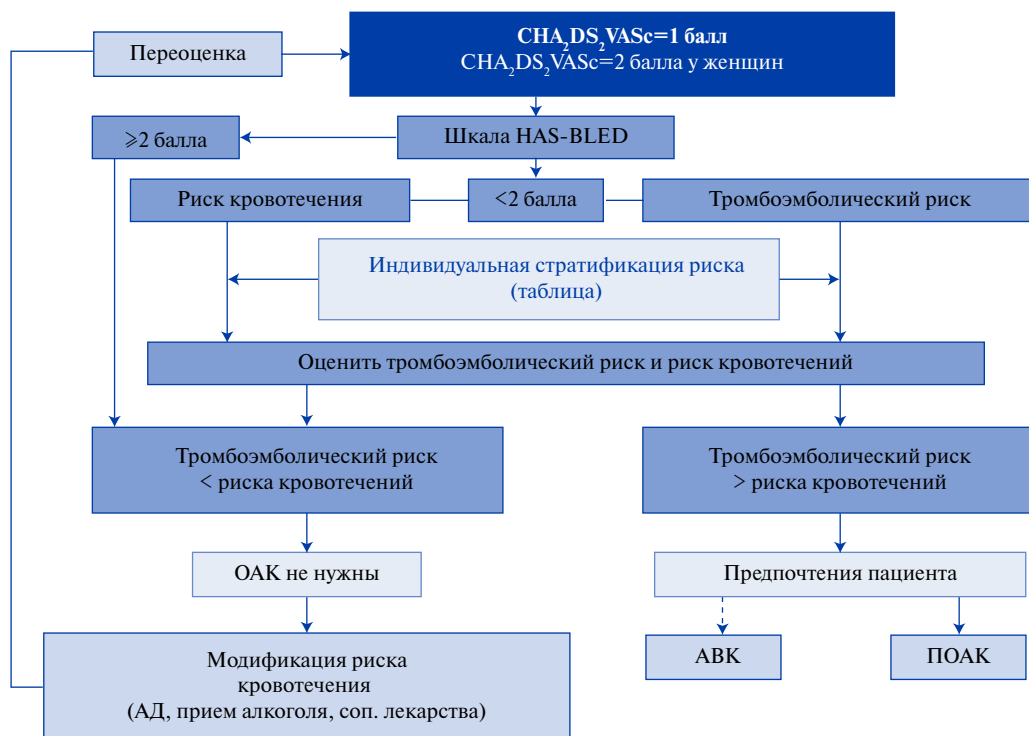 Переоценка
CHA₂DS₂VASc=1 балл
CHA₂DS₂VASc=2 балла у женщин
⩾2 балла
Шкала HAS-BLED
Риск кровотечения
<2 балла
Тромбоэмболический риск
Индивидуальная стратификация риска
(таблица)
Оценить тромбоэмболический риск и риск кровотечений
Тромбоэмболический риск
< риска кровотечений
Тромбоэмболический риск
> риска кровотечений
ОАК не нужны
Предпочтения пациента
Модификация риска
кровотечения
(АД, прием алкоголя, соп. лекарства)
АВК
ПОАК